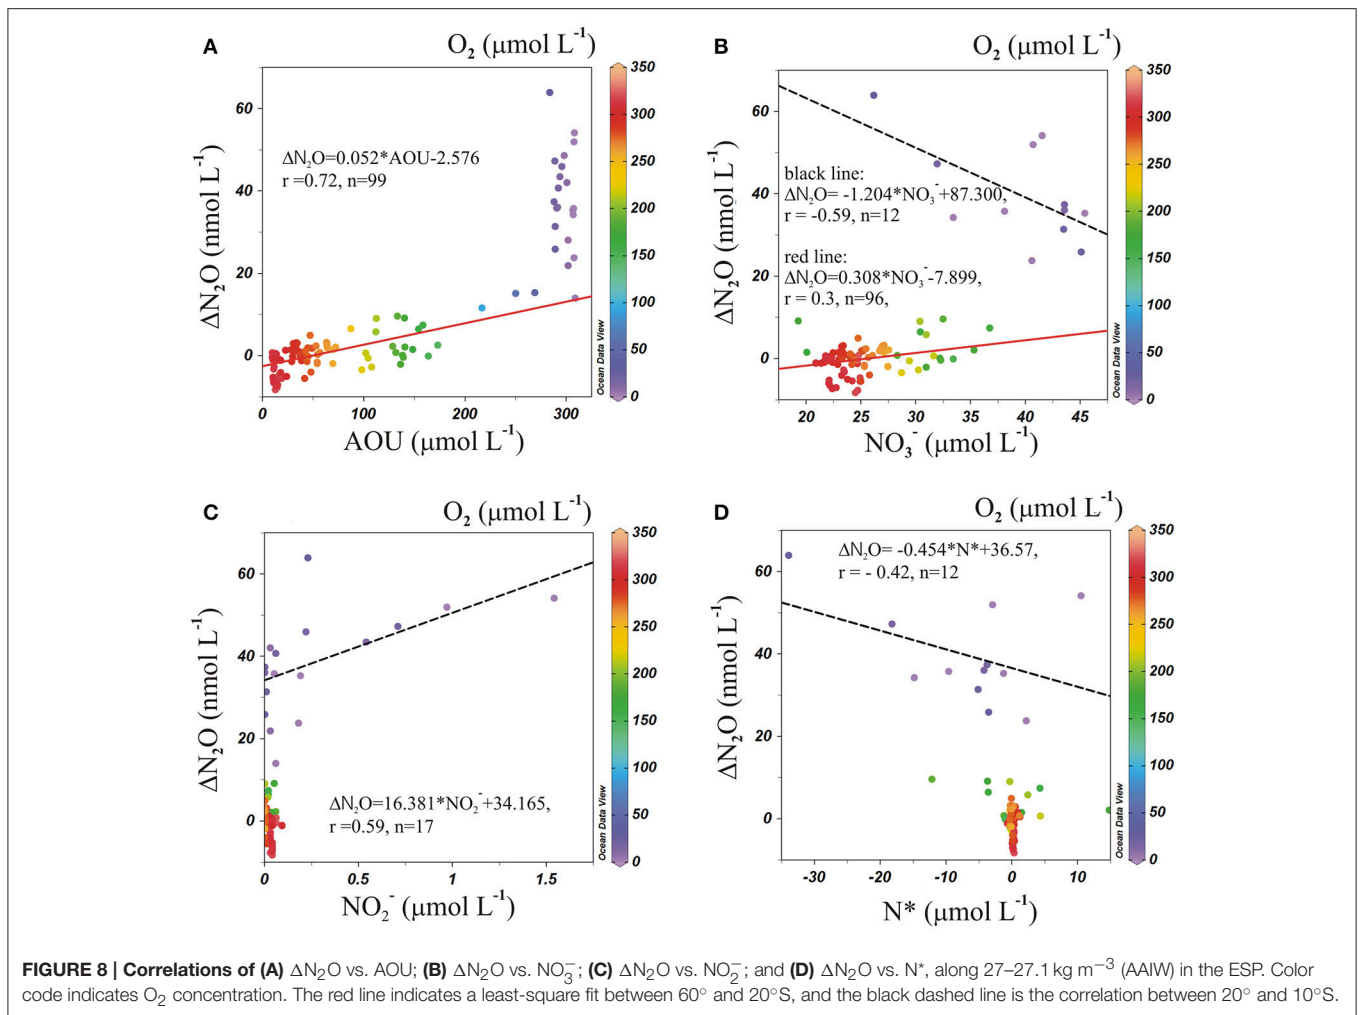 A
O₂ (μmol L⁻¹)
ΔN₂O (nmol L⁻¹)
60
40
20
0
ΔN₂O=0.052*AOU-2.576
r =0.72, n=99
0
100
200
300
AOU (μmol L⁻¹)
350
300
250
200
150
100
50
0
Ocean Data View
B
O₂ (μmol L⁻¹)
ΔN₂O (nmol L⁻¹)
60
40
20
0
black line:
ΔN₂O= -1.204*NO₃⁻+87.300,
r = -0.59, n=12
red line:
ΔN₂O=0.308*NO₃⁻-7.899,
r = 0.3, n=96,
20
25
30
35
40
45
NO₃⁻ (μmol L⁻¹)
350
300
250
200
150
100
50
0
Ocean Data View
C
O₂ (μmol L⁻¹)
ΔN₂O (nmol L⁻¹)
60
40
20
0
ΔN₂O=16.381*NO₂⁻+34.165,
r =0.59, n=17
0
0.5
1
1.5
NO₂⁻ (μmol L⁻¹)
350
300
250
200
150
100
50
0
Ocean Data View
D
O₂ (μmol L⁻¹)
ΔN₂O (nmol L⁻¹)
60
40
20
0
ΔN₂O= -0.454*N*+36.57,
r = - 0.42, n=12
-30
-20
-10
0
10
N* (μmol L⁻¹)
350
300
250
200
150
100
50
0
Ocean Data View
FIGURE 8 | Correlations of (A) ΔN₂O vs. AOU; (B) ΔN₂O vs. NO₃⁻; (C) ΔN₂O vs. NO₂⁻; and (D) ΔN₂O vs. N*, along 27–27.1 kg m⁻³ (AAIW) in the ESP. Color
code indicates O₂ concentration. The red line indicates a least-square fit between 60° and 20°S, and the black dashed line is the correlation between 20° and 10°S.